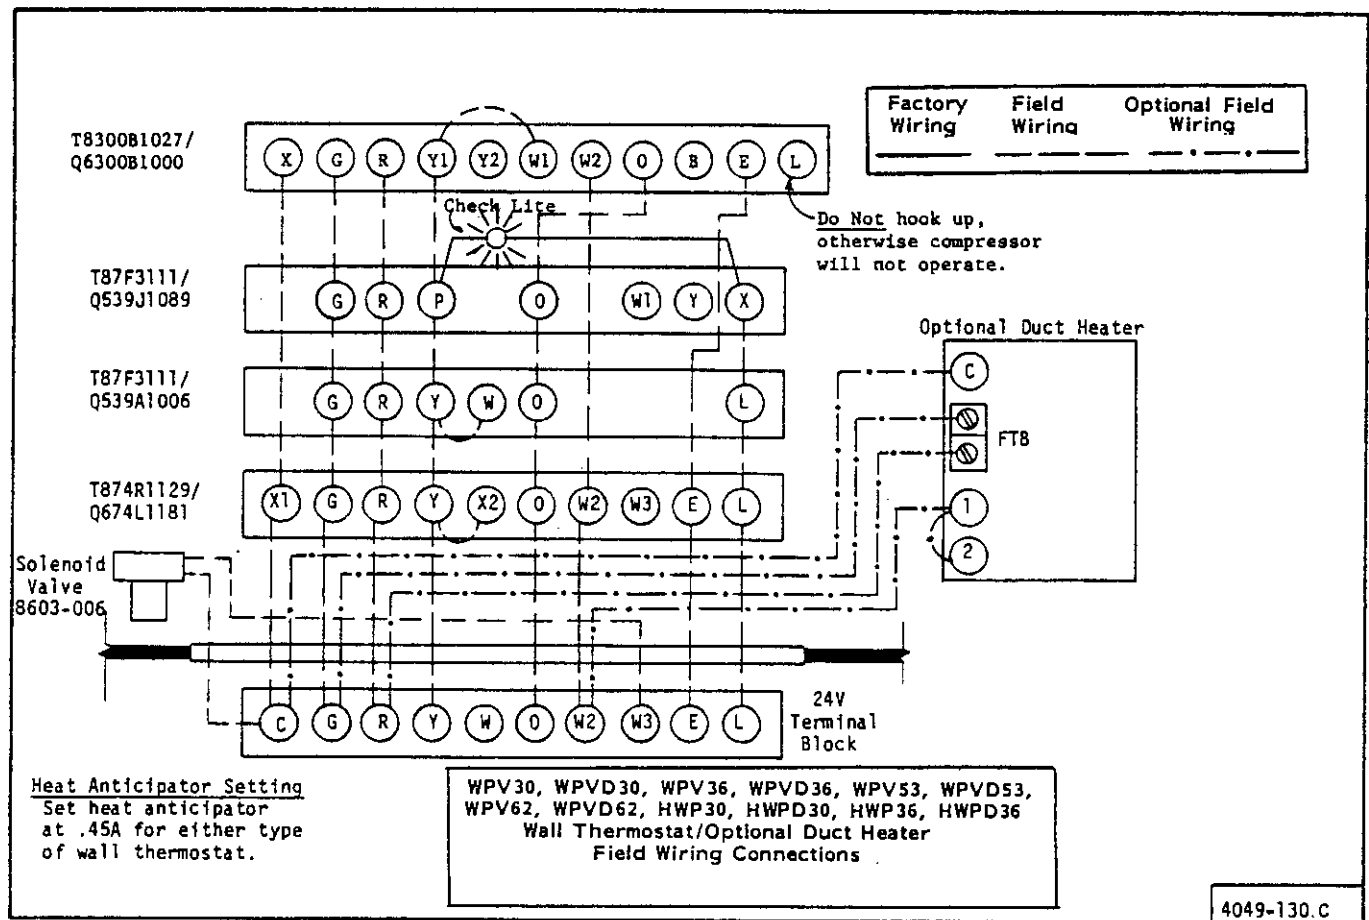 Factory Wiring
Field Wiring
Optional Field Wiring
T8300B1027/
Q6300B1000
X G R Y1 Y2 W1 W2 O B E L
Check Lite
Do Not hook up,
otherwise compressor
will not operate.
T87F3111/
Q539J1089
G R P O W1 Y X
Optional Duct Heater
C
FTB
1
2
T87F3111/
Q539A1006
G R Y W O L
T874R1129/
Q674L1181
X1 G R Y X2 O W2 W3 E L
Solenoid
Valve
8603-006
C G R Y W O W2 W3 E L
24V
Terminal
Block
Heat Anticipator Setting
Set heat anticipator
at .45A for either type
of wall thermostat.
WPV30, WPVD30, WPV36, WPVD36, WPV53, WPVD53,
WPV62, WPVD62, HWP30, HWPD30, HWP36, HWPD36
Wall Thermostat/Optional Duct Heater
Field Wiring Connections
4049-130.C